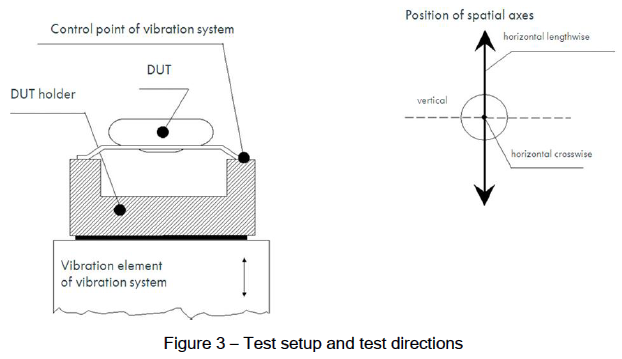 Control point of vibration system
DUT
DUT holder
Vibration element
of vibration system
Position of spatial axes
horizontal lengthwise
vertical
horizontal crosswise
Figure 3 – Test setup and test directions